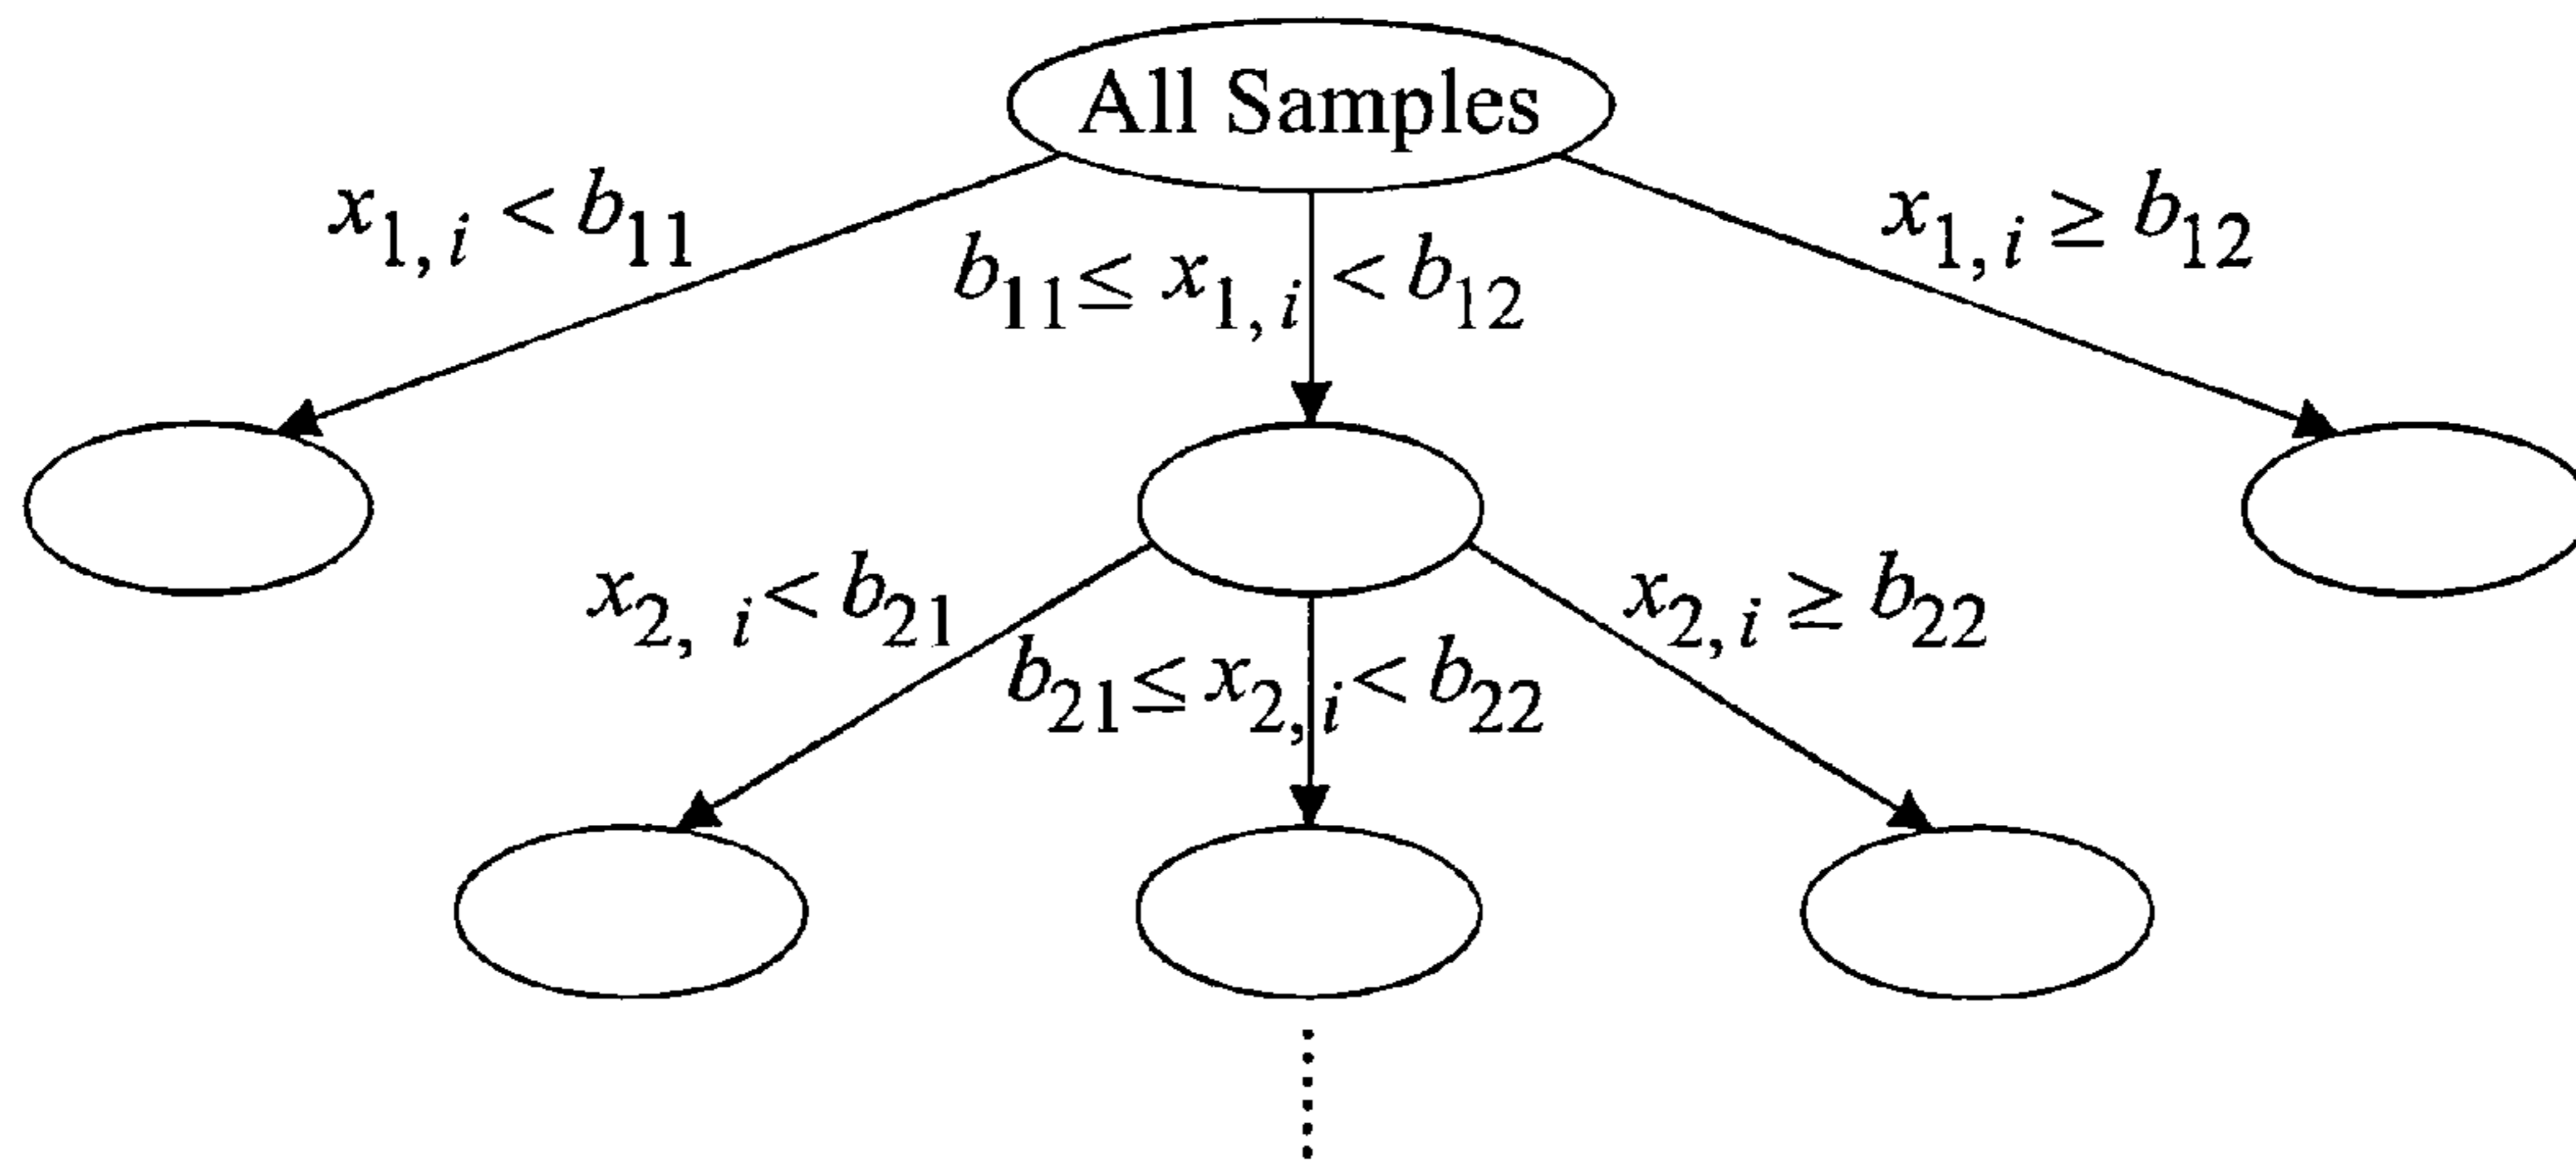 All Samples
x1, i < b11
b11 ≤ x1, i < b12
x1, i ≥ b12
x2, i < b21
b21 ≤ x2, i < b22
x2, i ≥ b22